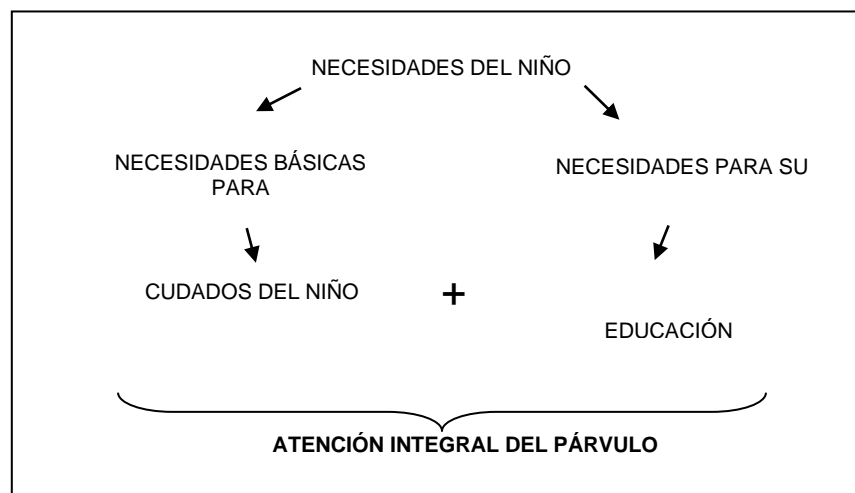 NECESIDADES DEL NIÑO
NECESIDADES BÁSICAS
PARA
NECESIDADES PARA SU
CUDADOS DEL NIÑO
+
EDUCACIÓN
ATENCIÓN INTEGRAL DEL PÁRVULO